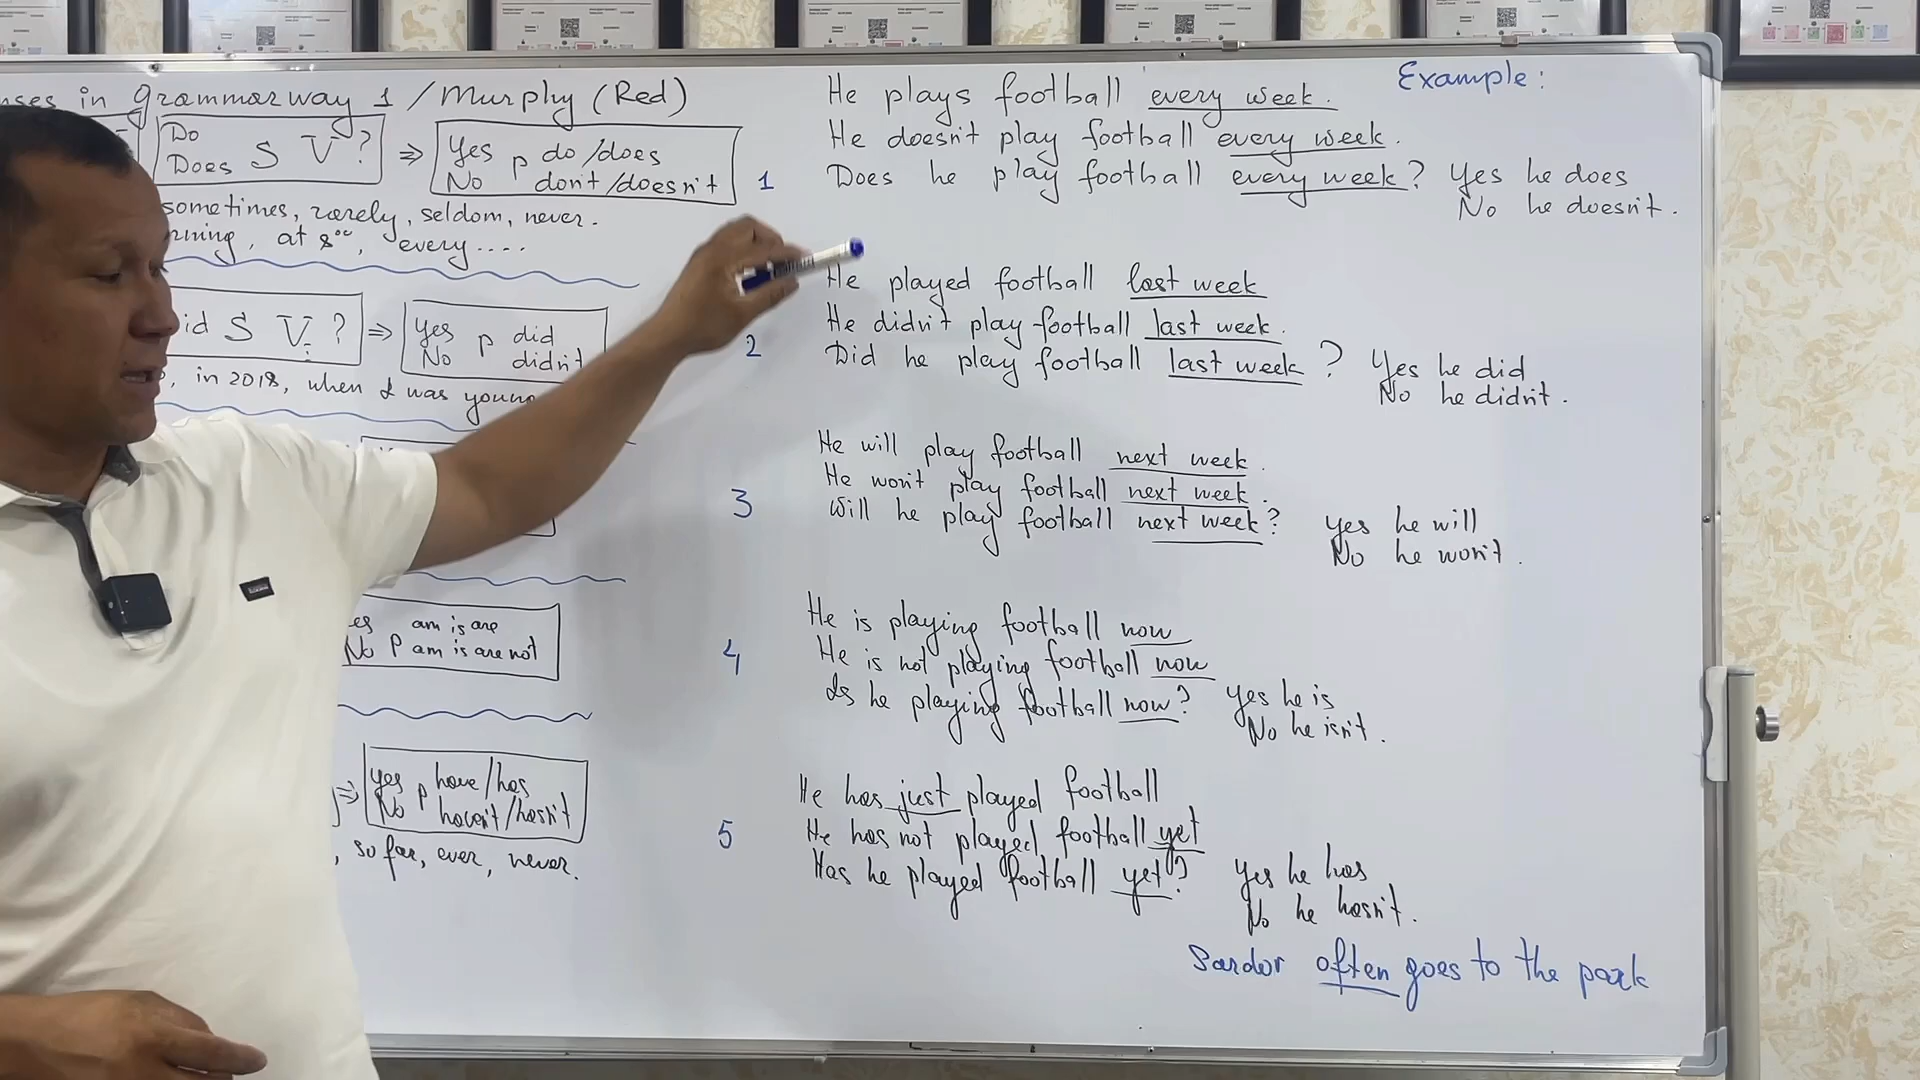 in Grammarway 1 / Murphy (Red)
Do
Does S V ?
⇒
Yes p do / does
No don't / doesn't
sometimes, rarely, seldom, never.
at 8°°, every....
S V ?
⇒
Yes p did
No didn't
, in 2018, when I was young
am is are
No P am is are not
⇒
yes p have / has
No haven't / hasn't
, so far, ever, never.
Example:
He plays football every week.
He doesn't play football every week.
1 Does he play football every week? Yes he does
No he doesn't.
He played football last week
He didn't play football last week.
2 Did he play football last week ? Yes he did
No he didn't.
He will play football next week.
He won't play football next week.
3 Will he play football next week? yes he will
No he won't.
He is playing football now
4 He is not playing football now
Is he playing football now? yes he is
No he isn't.
He has just played football
5 He has not played football yet
Has he played football yet? yes he has
No he hasn't.
Sardor often goes to the park